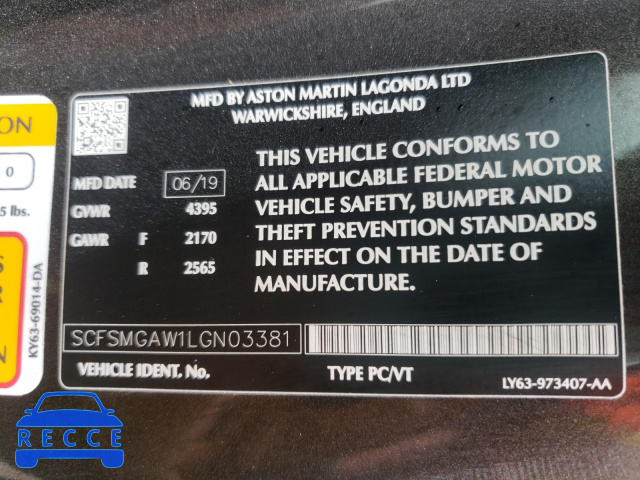 MFD BY ASTON MARTIN LAGONDA LTD
WARWICKSHIRE, ENGLAND
MFD DATE 06/19
GVWR 4395
GAWR F 2170
R 2565
THIS VEHICLE CONFORMS TO
ALL APPLICABLE FEDERAL MOTOR
VEHICLE SAFETY, BUMPER AND
THEFT PREVENTION STANDARDS
IN EFFECT ON THE DATE OF
MANUFACTURE.
SCFSMGAW1LGN03381
VEHICLE IDENT. No.
TYPE PC/VT
LY63-973407-AA
ON
0
5 lbs.
S
R
N
KY63-69014-DA
RECCE